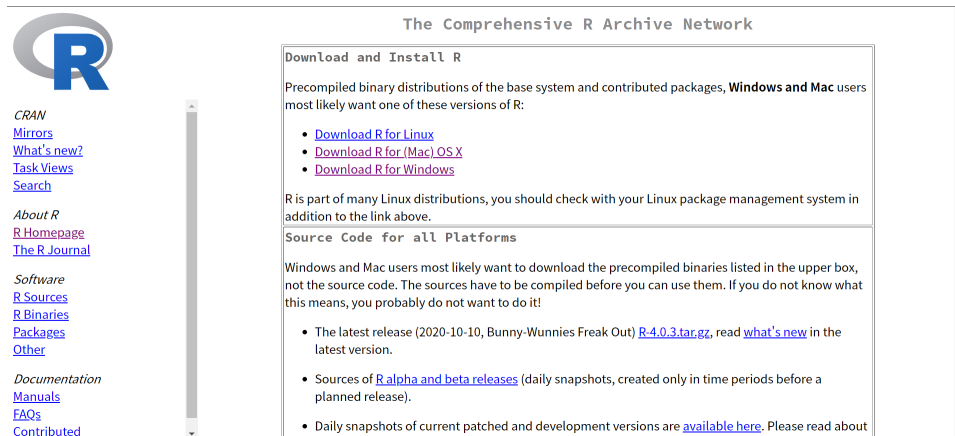 The Comprehensive R Archive Network
R
CRAN
Mirrors
What's new?
Task Views
Search
About R
R Homepage
The R Journal
Software
R Sources
R Binaries
Packages
Other
Documentation
Manuals
FAQs
Contributed
Download and Install R
Precompiled binary distributions of the base system and contributed packages, Windows and Mac users
most likely want one of these versions of R:
• Download R for Linux
• Download R for (Mac) OS X
• Download R for Windows
R is part of many Linux distributions, you should check with your Linux package management system in
addition to the link above.
Source Code for all Platforms
Windows and Mac users most likely want to download the precompiled binaries listed in the upper box,
not the source code. The sources have to be compiled before you can use them. If you do not know what
this means, you probably do not want to do it!
• The latest release (2020-10-10, Bunny-Wunnies Freak Out) R-4.0.3.tar.gz, read what's new in the
latest version.
• Sources of R alpha and beta releases (daily snapshots, created only in time periods before a
planned release).
• Daily snapshots of current patched and development versions are available here. Please read about